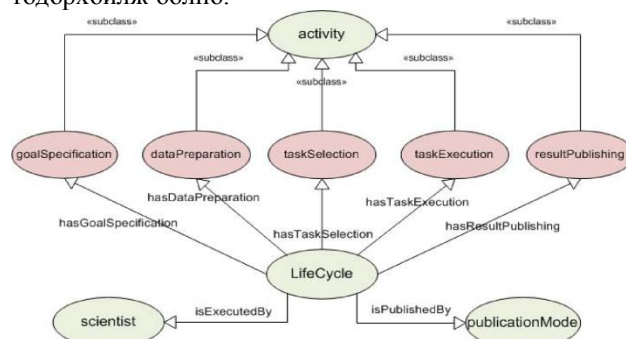 тодорхойлж болно.
«subclass» activity «subclass»
«subclass» «subclass»
«subclass»
goalSpecification dataPreparation taskSelection taskExecution resultPublishing
hasDataPreparation hasTaskExecution
hasGoalSpecification hasTaskSelection hasResultPublishing
LifeCycle
scientist isExecutedBy isPublishedBy publicationMode